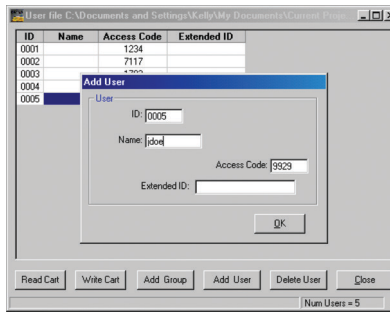 User file C:\Documents and Settings\Kelly\My Documents\Current Proje...
ID Name Access Code Extended ID
0001 1234
0002 7117
0003
0004
0005
Add User
User
ID: 0005
Name: jdoe
Access Code: 9929
Extended ID:
OK
Read Cart Write Cart Add Group Add User Delete User Close
Num Users = 5